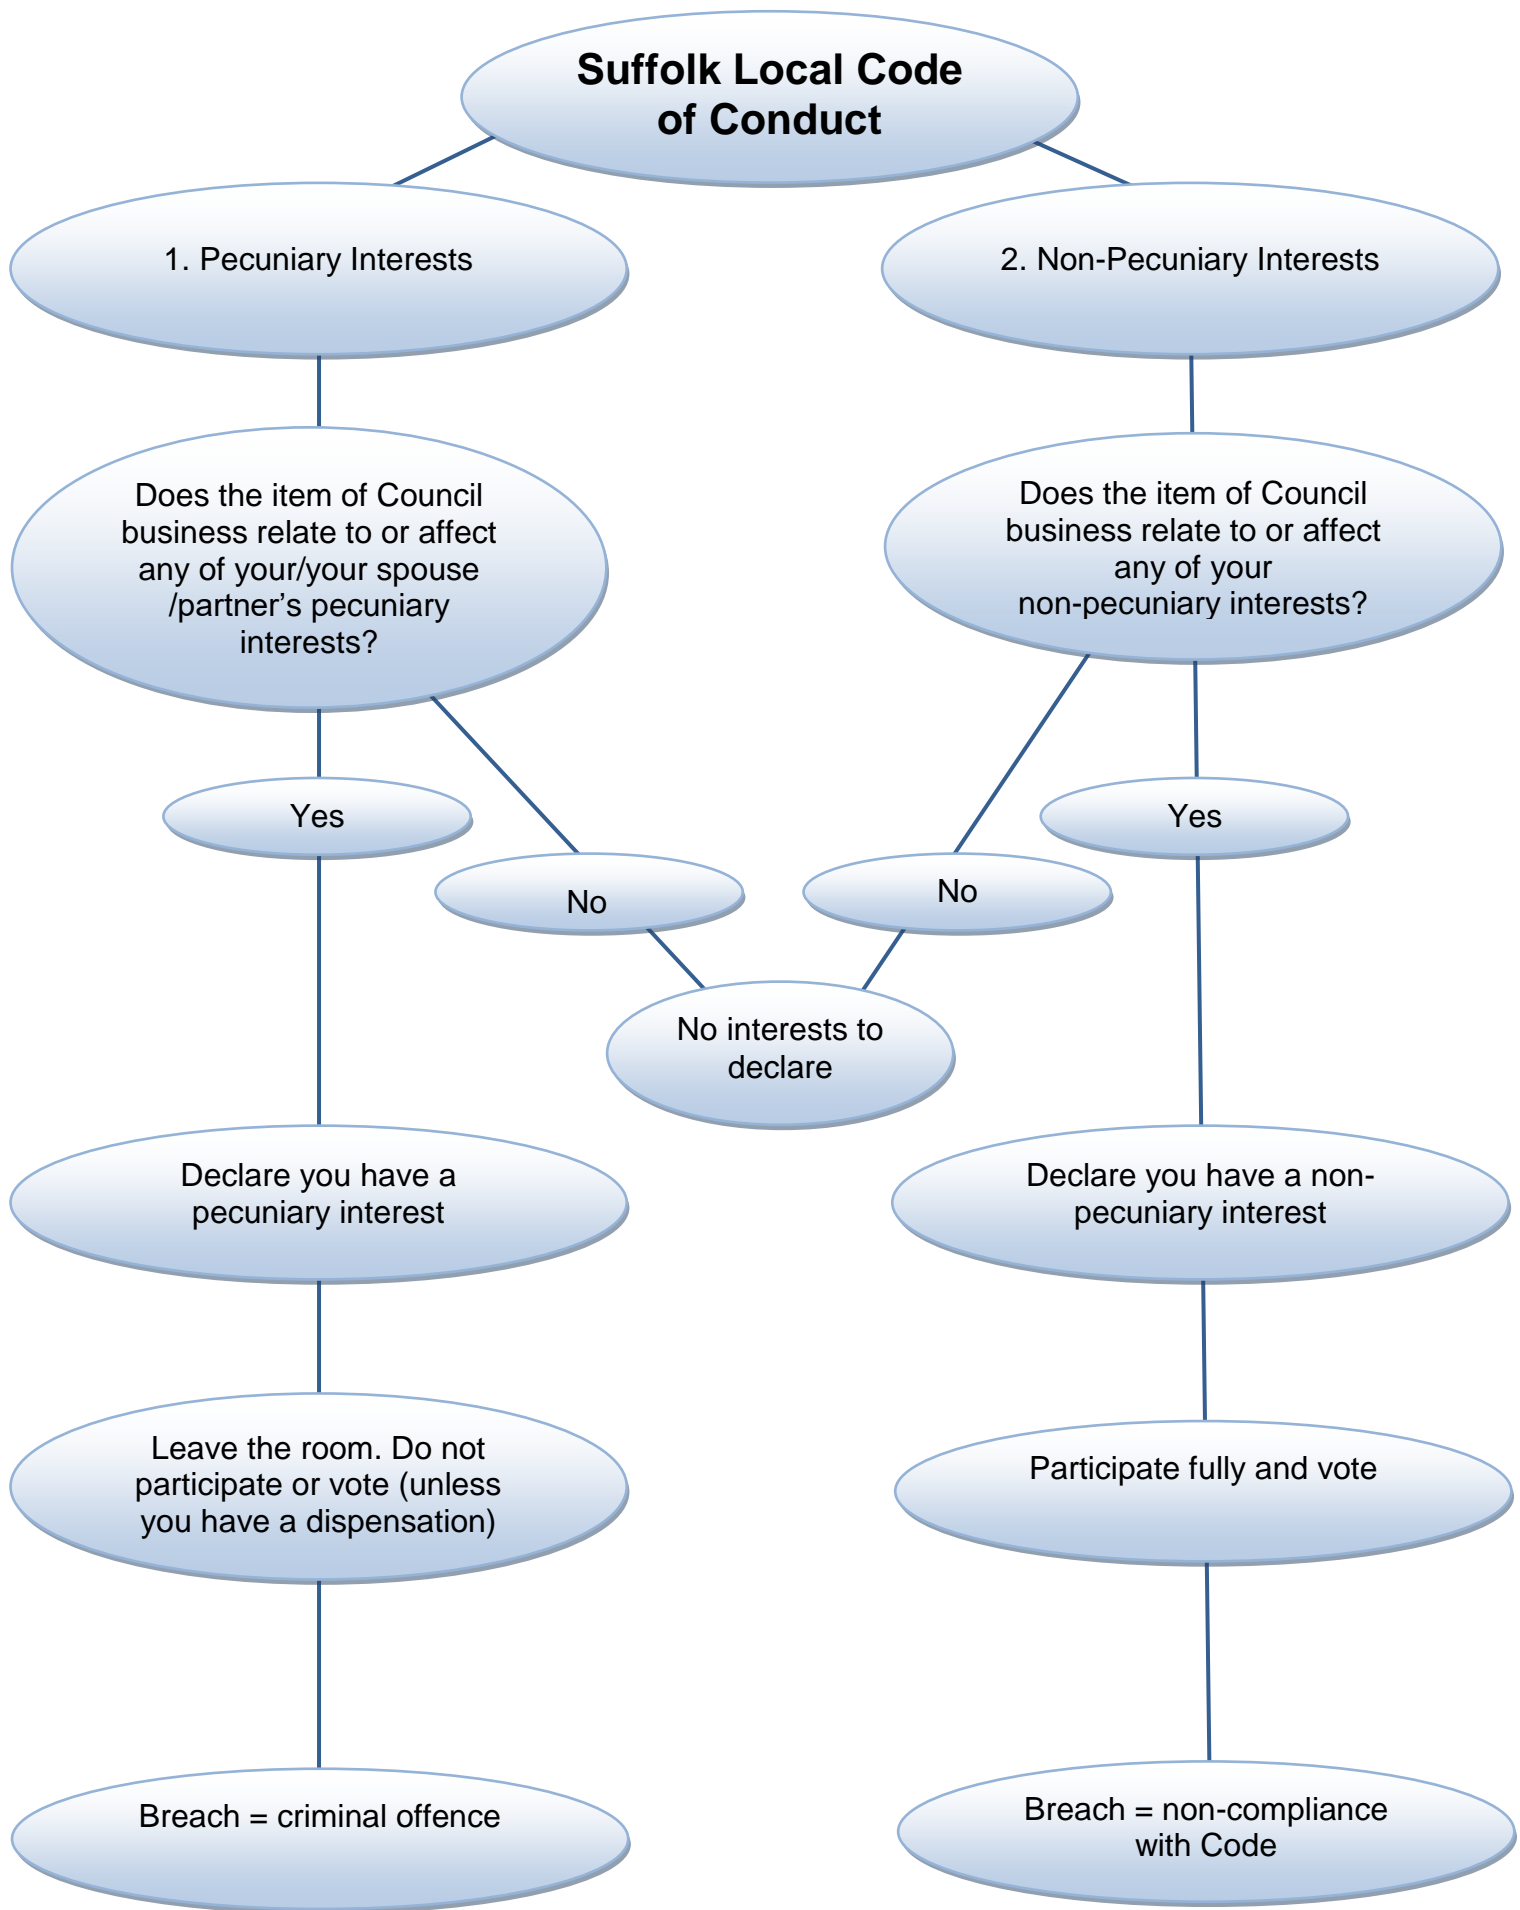 Suffolk Local Code
of Conduct
1. Pecuniary Interests
2. Non-Pecuniary Interests
Does the item of Council
business relate to or affect
any of your/your spouse
/partner’s pecuniary
interests?
Does the item of Council
business relate to or affect
any of your
non-pecuniary interests?
Yes
No
No
Yes
No interests to
declare
Declare you have a
pecuniary interest
Declare you have a non-
pecuniary interest
Leave the room. Do not
participate or vote (unless
you have a dispensation)
Participate fully and vote
Breach = criminal offence
Breach = non-compliance
with Code